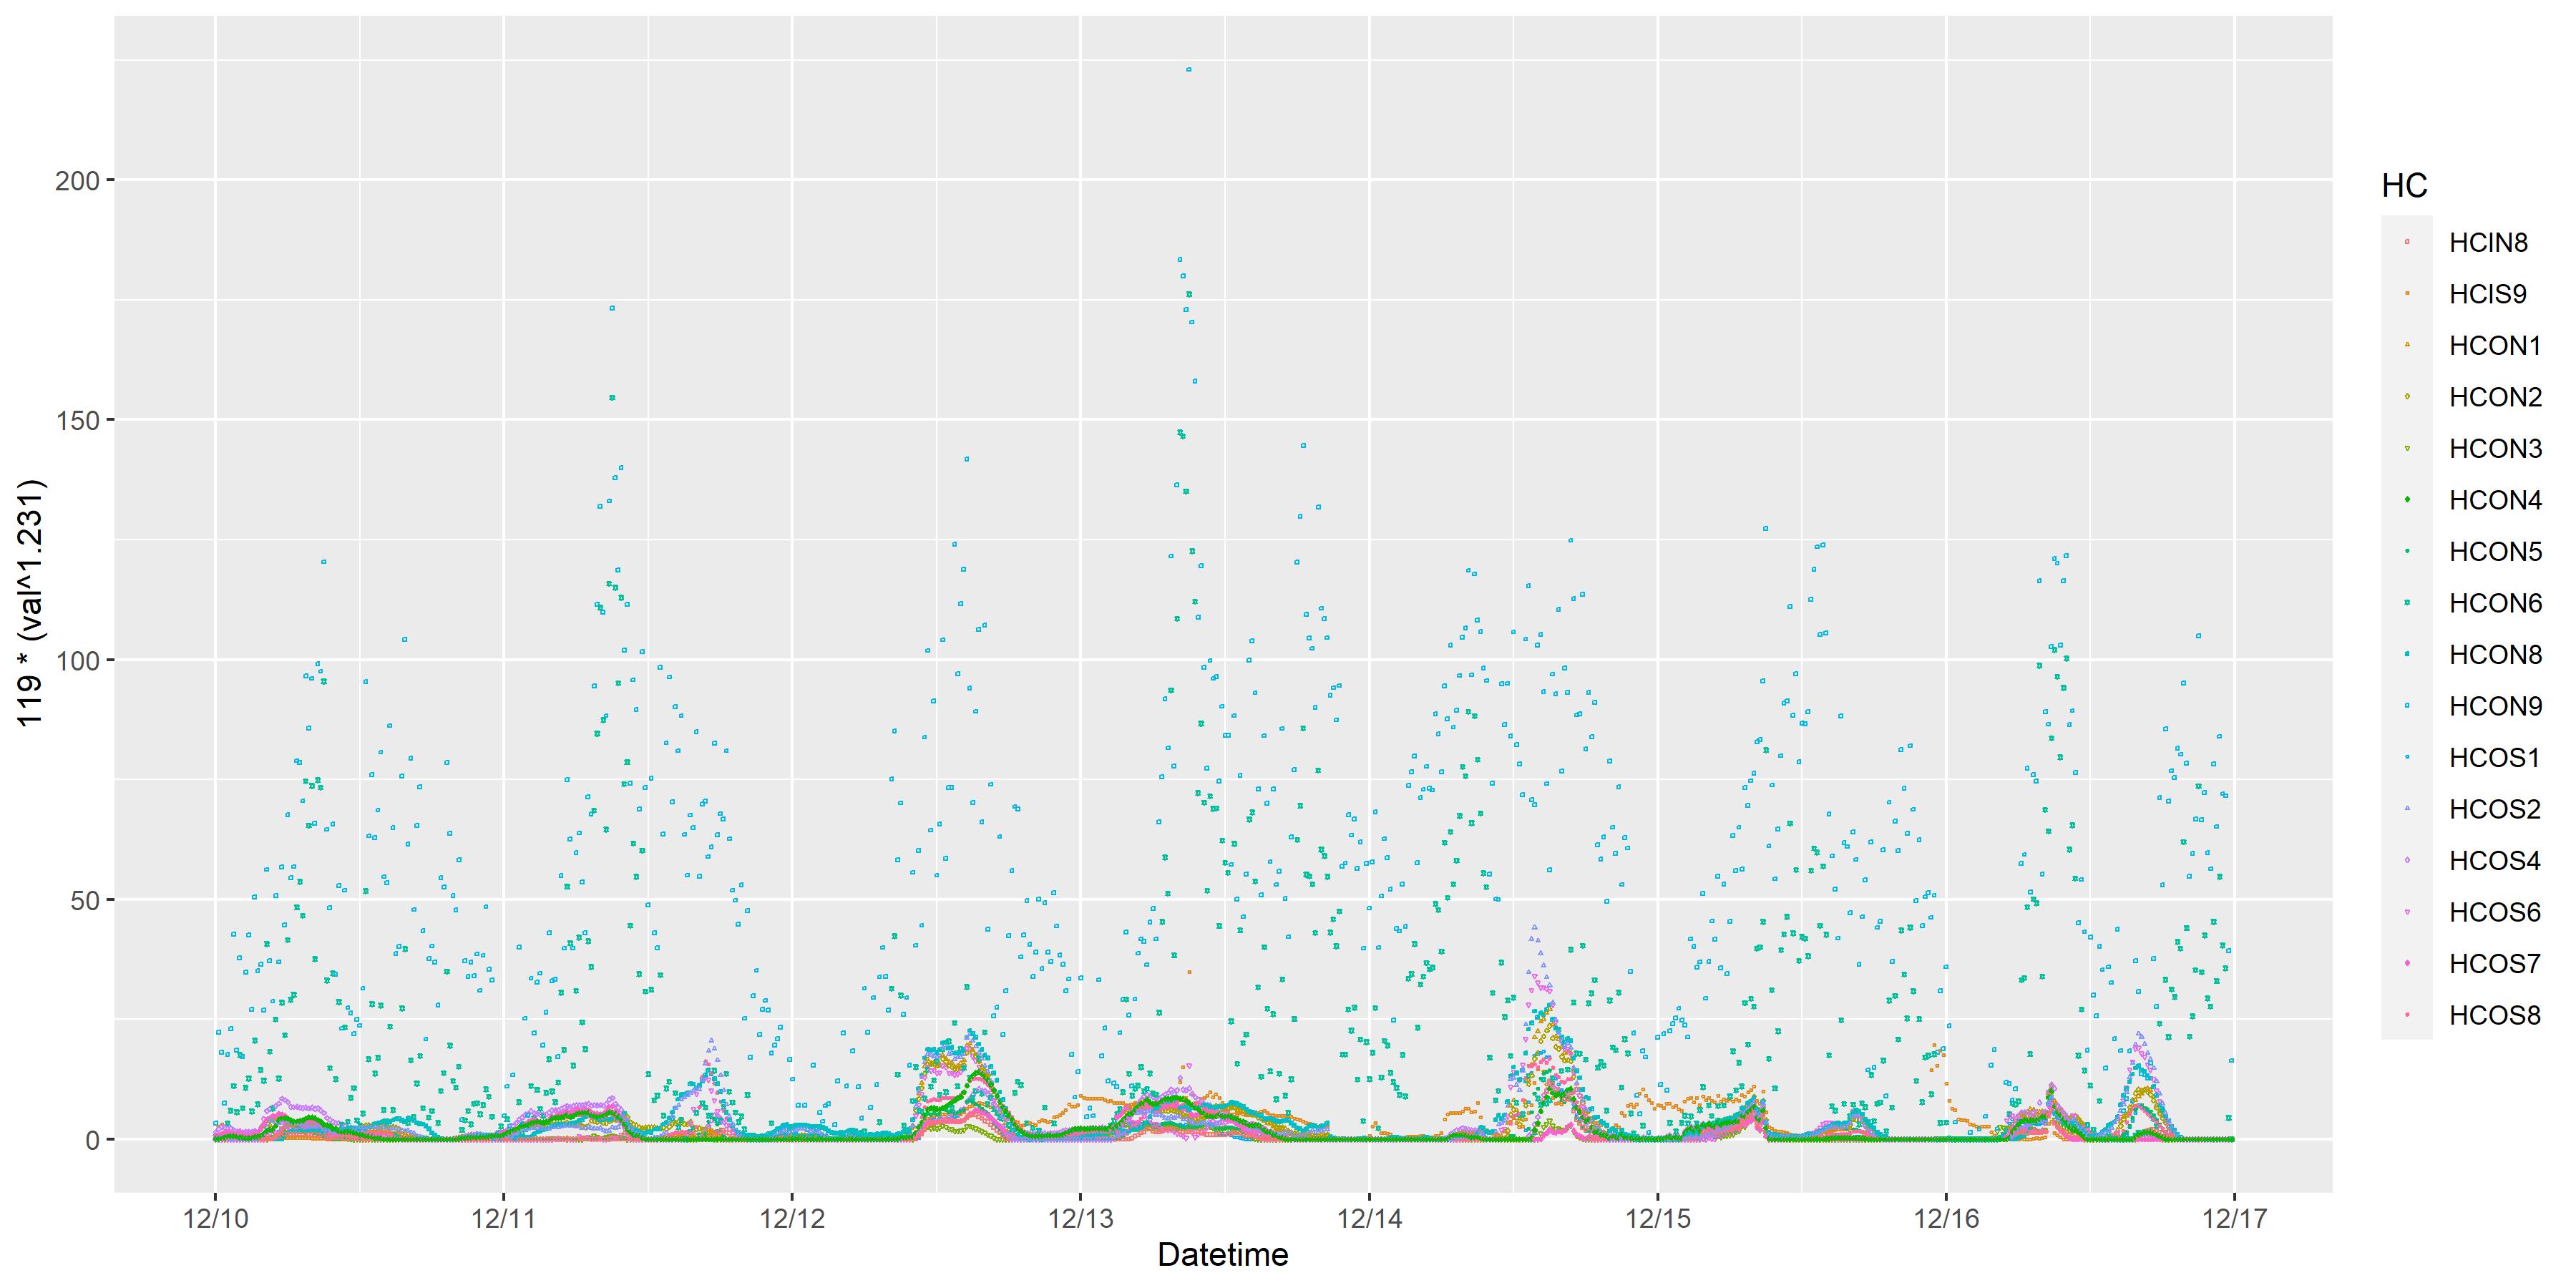 200
150
100
50
0
119 * (val^1.231)
12/10
12/11
12/12
12/13
12/14
12/15
12/16
12/17
Datetime
HC
HCIN8
HCIS9
HCON1
HCON2
HCON3
HCON4
HCON5
HCON6
HCON8
HCON9
HCOS1
HCOS2
HCOS4
HCOS6
HCOS7
HCOS8